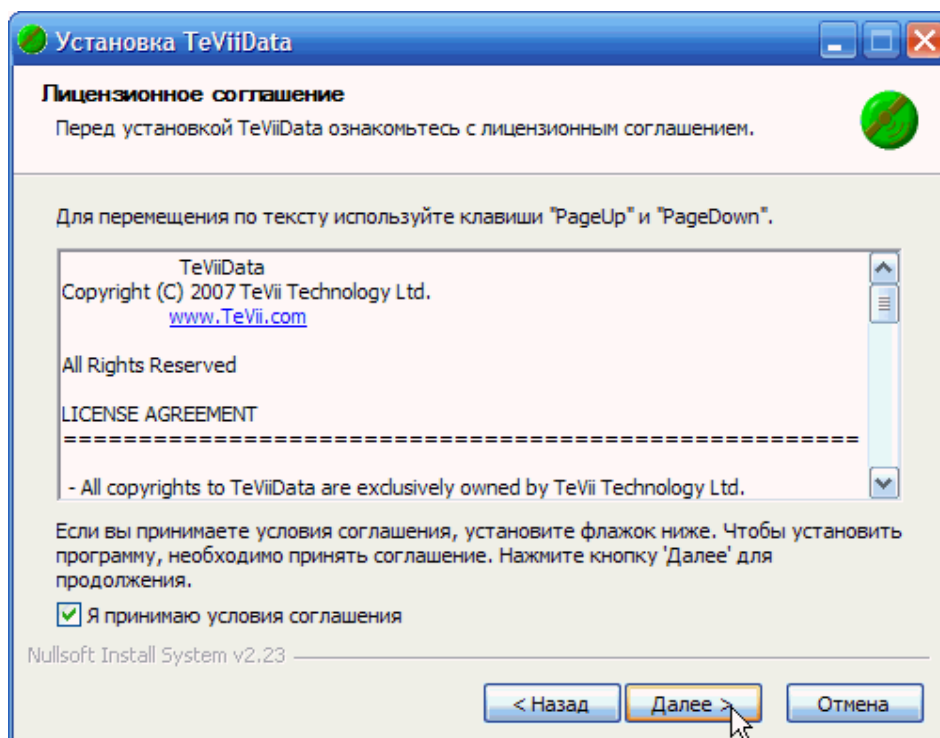 Установка TeViiData
Лицензионное соглашение
Перед установкой TeViiData ознакомьтесь с лицензионным соглашением.
Для перемещения по тексту используйте клавиши "PageUp" и "PageDown".
TeViiData
Copyright (C) 2007 TeVii Technology Ltd.
www.TeVii.com
All Rights Reserved
LICENSE AGREEMENT
=====================================================
- All copyrights to TeViiData are exclusively owned by TeVii Technology Ltd.
Если вы принимаете условия соглашения, установите флажок ниже. Чтобы установить
программу, необходимо принять соглашение. Нажмите кнопку 'Далее' для
продолжения.
Я принимаю условия соглашения
Nullsoft Install System v2.23
< Назад
Далее >
Отмена